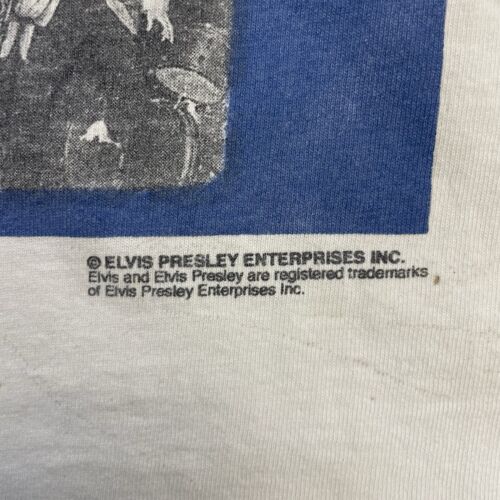 © ELVIS PRESLEY ENTERPRISES INC.
Elvis and Elvis Presley are registered trademarks
of Elvis Presley Enterprises Inc.